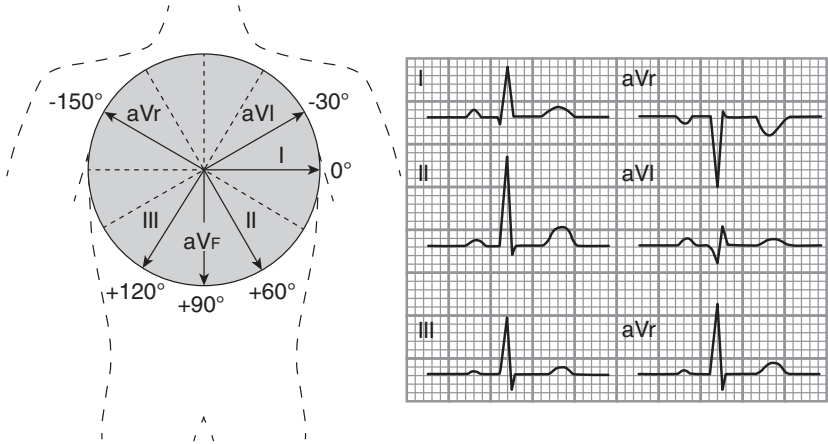 -150°
aVr
aVl
-30°
I
0°
III
aVF
II
+120°
+90°
+60°
I
aVr
II
aVl
III
aVr